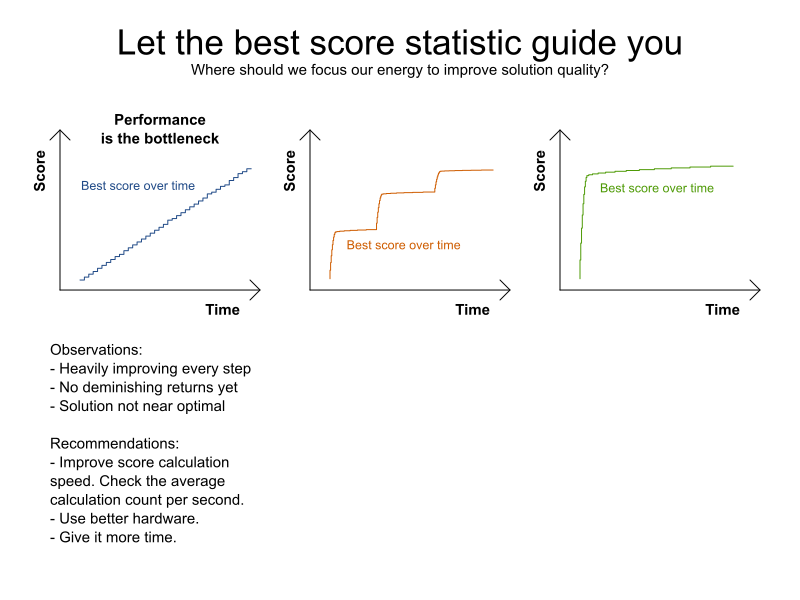 Let the best score statistic guide you
Where should we focus our energy to improve solution quality?
Performance
is the bottleneck
Score
Best score over time
Time
Score
Best score over time
Time
Score
Best score over time
Time
Observations:
- Heavily improving every step
- No deminishing returns yet
- Solution not near optimal
Recommendations:
- Improve score calculation
speed. Check the average
calculation count per second.
- Use better hardware.
- Give it more time.